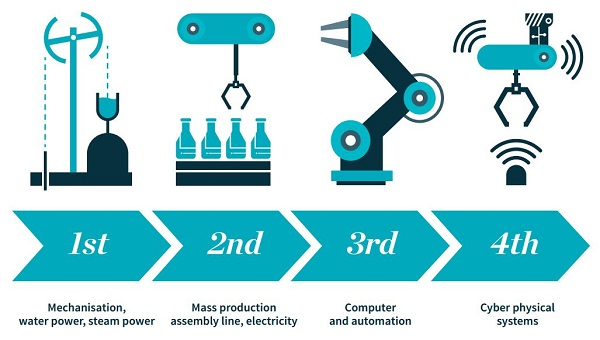 1st
2nd
3rd
4th
Mechanisation,
water power, steam power
Mass production
assembly line, electricity
Computer
and automation
Cyber physical
systems